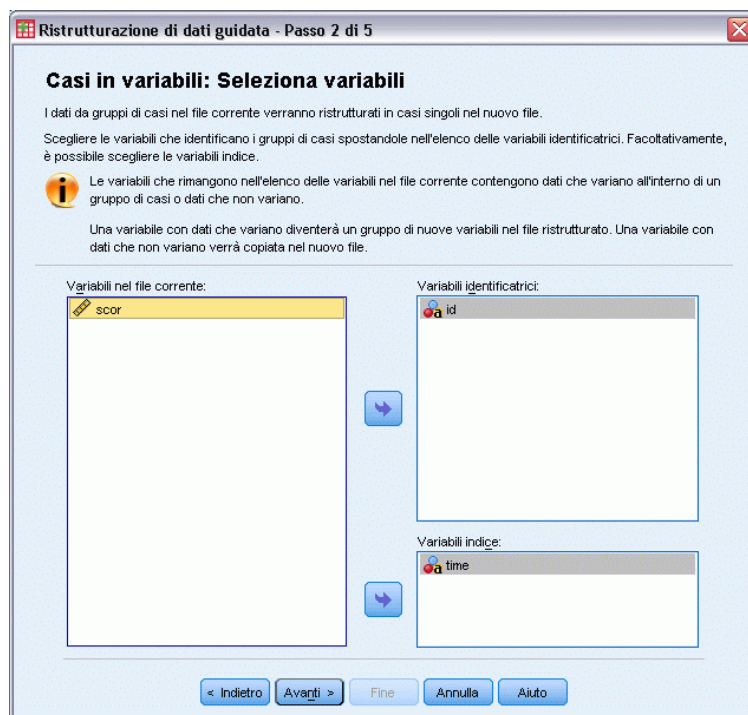 Ristrutturazione di dati guidata - Passo 2 di 5
Casi in variabili: Seleziona variabili
I dati da gruppi di casi nel file corrente verranno ristrutturati in casi singoli nel nuovo file.
Scegliere le variabili che identificano i gruppi di casi spostandole nell'elenco delle variabili identificatrici. Facoltativamente,
è possibile scegliere le variabili indice.
Le variabili che rimangono nell'elenco delle variabili nel file corrente contengono dati che variano all'interno di un
gruppo di casi o dati che non variano.
Una variabile con dati che variano diventerà un gruppo di nuove variabili nel file ristrutturato. Una variabile con
dati che non variano verrà copiata nel nuovo file.
Variabili nel file corrente:
scor
Variabili identificatrici:
id
Variabili indice:
time
< Indietro
Avanti >
Fine
Annulla
Aiuto